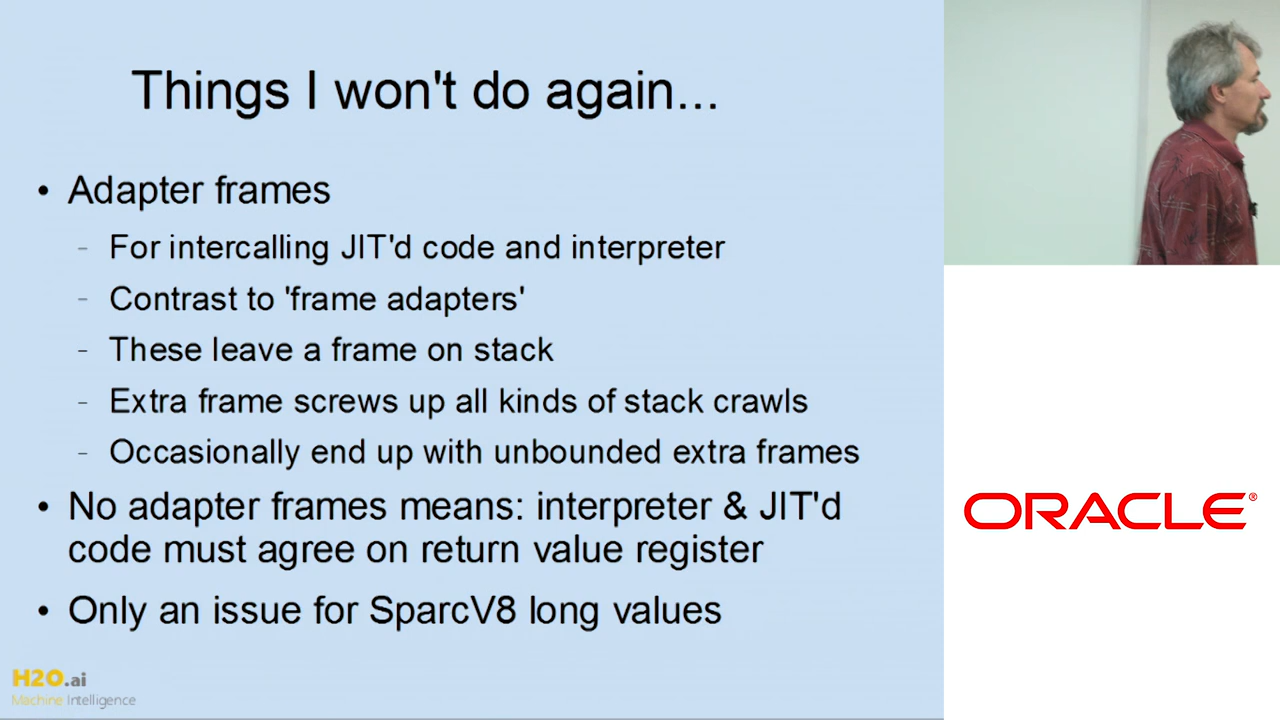 Things I won't do again...
• Adapter frames
- For intercalling JIT'd code and interpreter
- Contrast to 'frame adapters'
- These leave a frame on stack
- Extra frame screws up all kinds of stack crawls
- Occasionally end up with unbounded extra frames
• No adapter frames means: interpreter & JIT'd
code must agree on return value register
• Only an issue for SparcV8 long values
H2O.ai
Machine Intelligence
ORACLE®